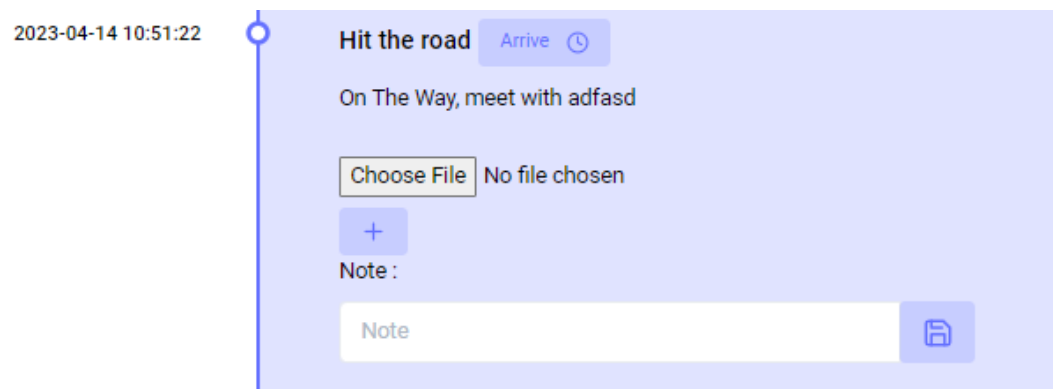 2023-04-14 10:51:22
Hit the road Arrive
On The Way, meet with adfasd
Choose File No file chosen
+
Note :
Note